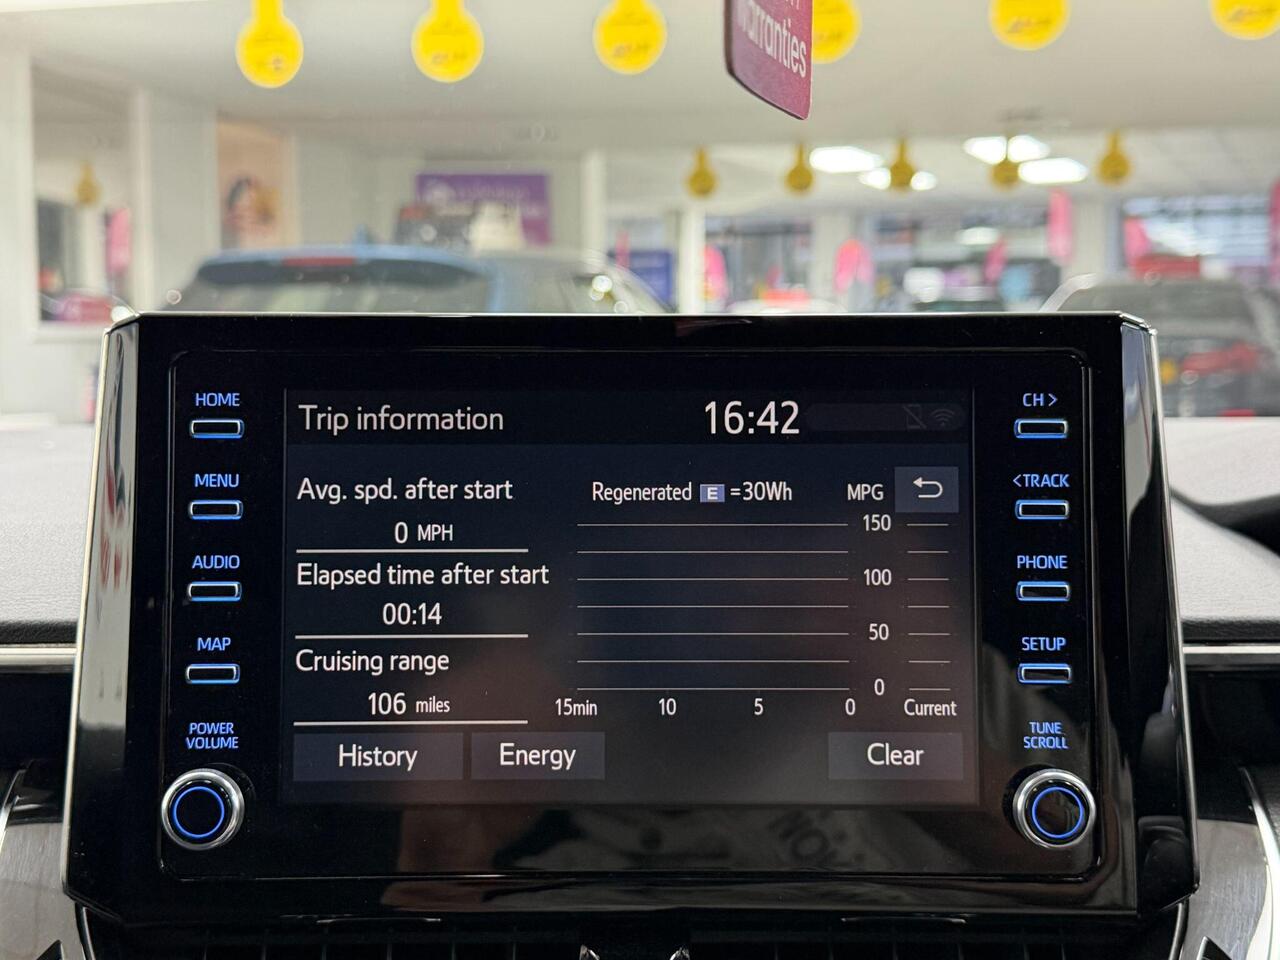 warranties
HOME
MENU
AUDIO
MAP
POWER
VOLUME
Trip information
16:42
Avg. spd. after start
0 MPH
Elapsed time after start
00:14
Cruising range
106 miles
Regenerated E =30Wh
MPG
150
100
50
0
15min 10 5 0 Current
History
Energy
Clear
CH >
<TRACK
PHONE
SETUP
TUNE
SCROLL